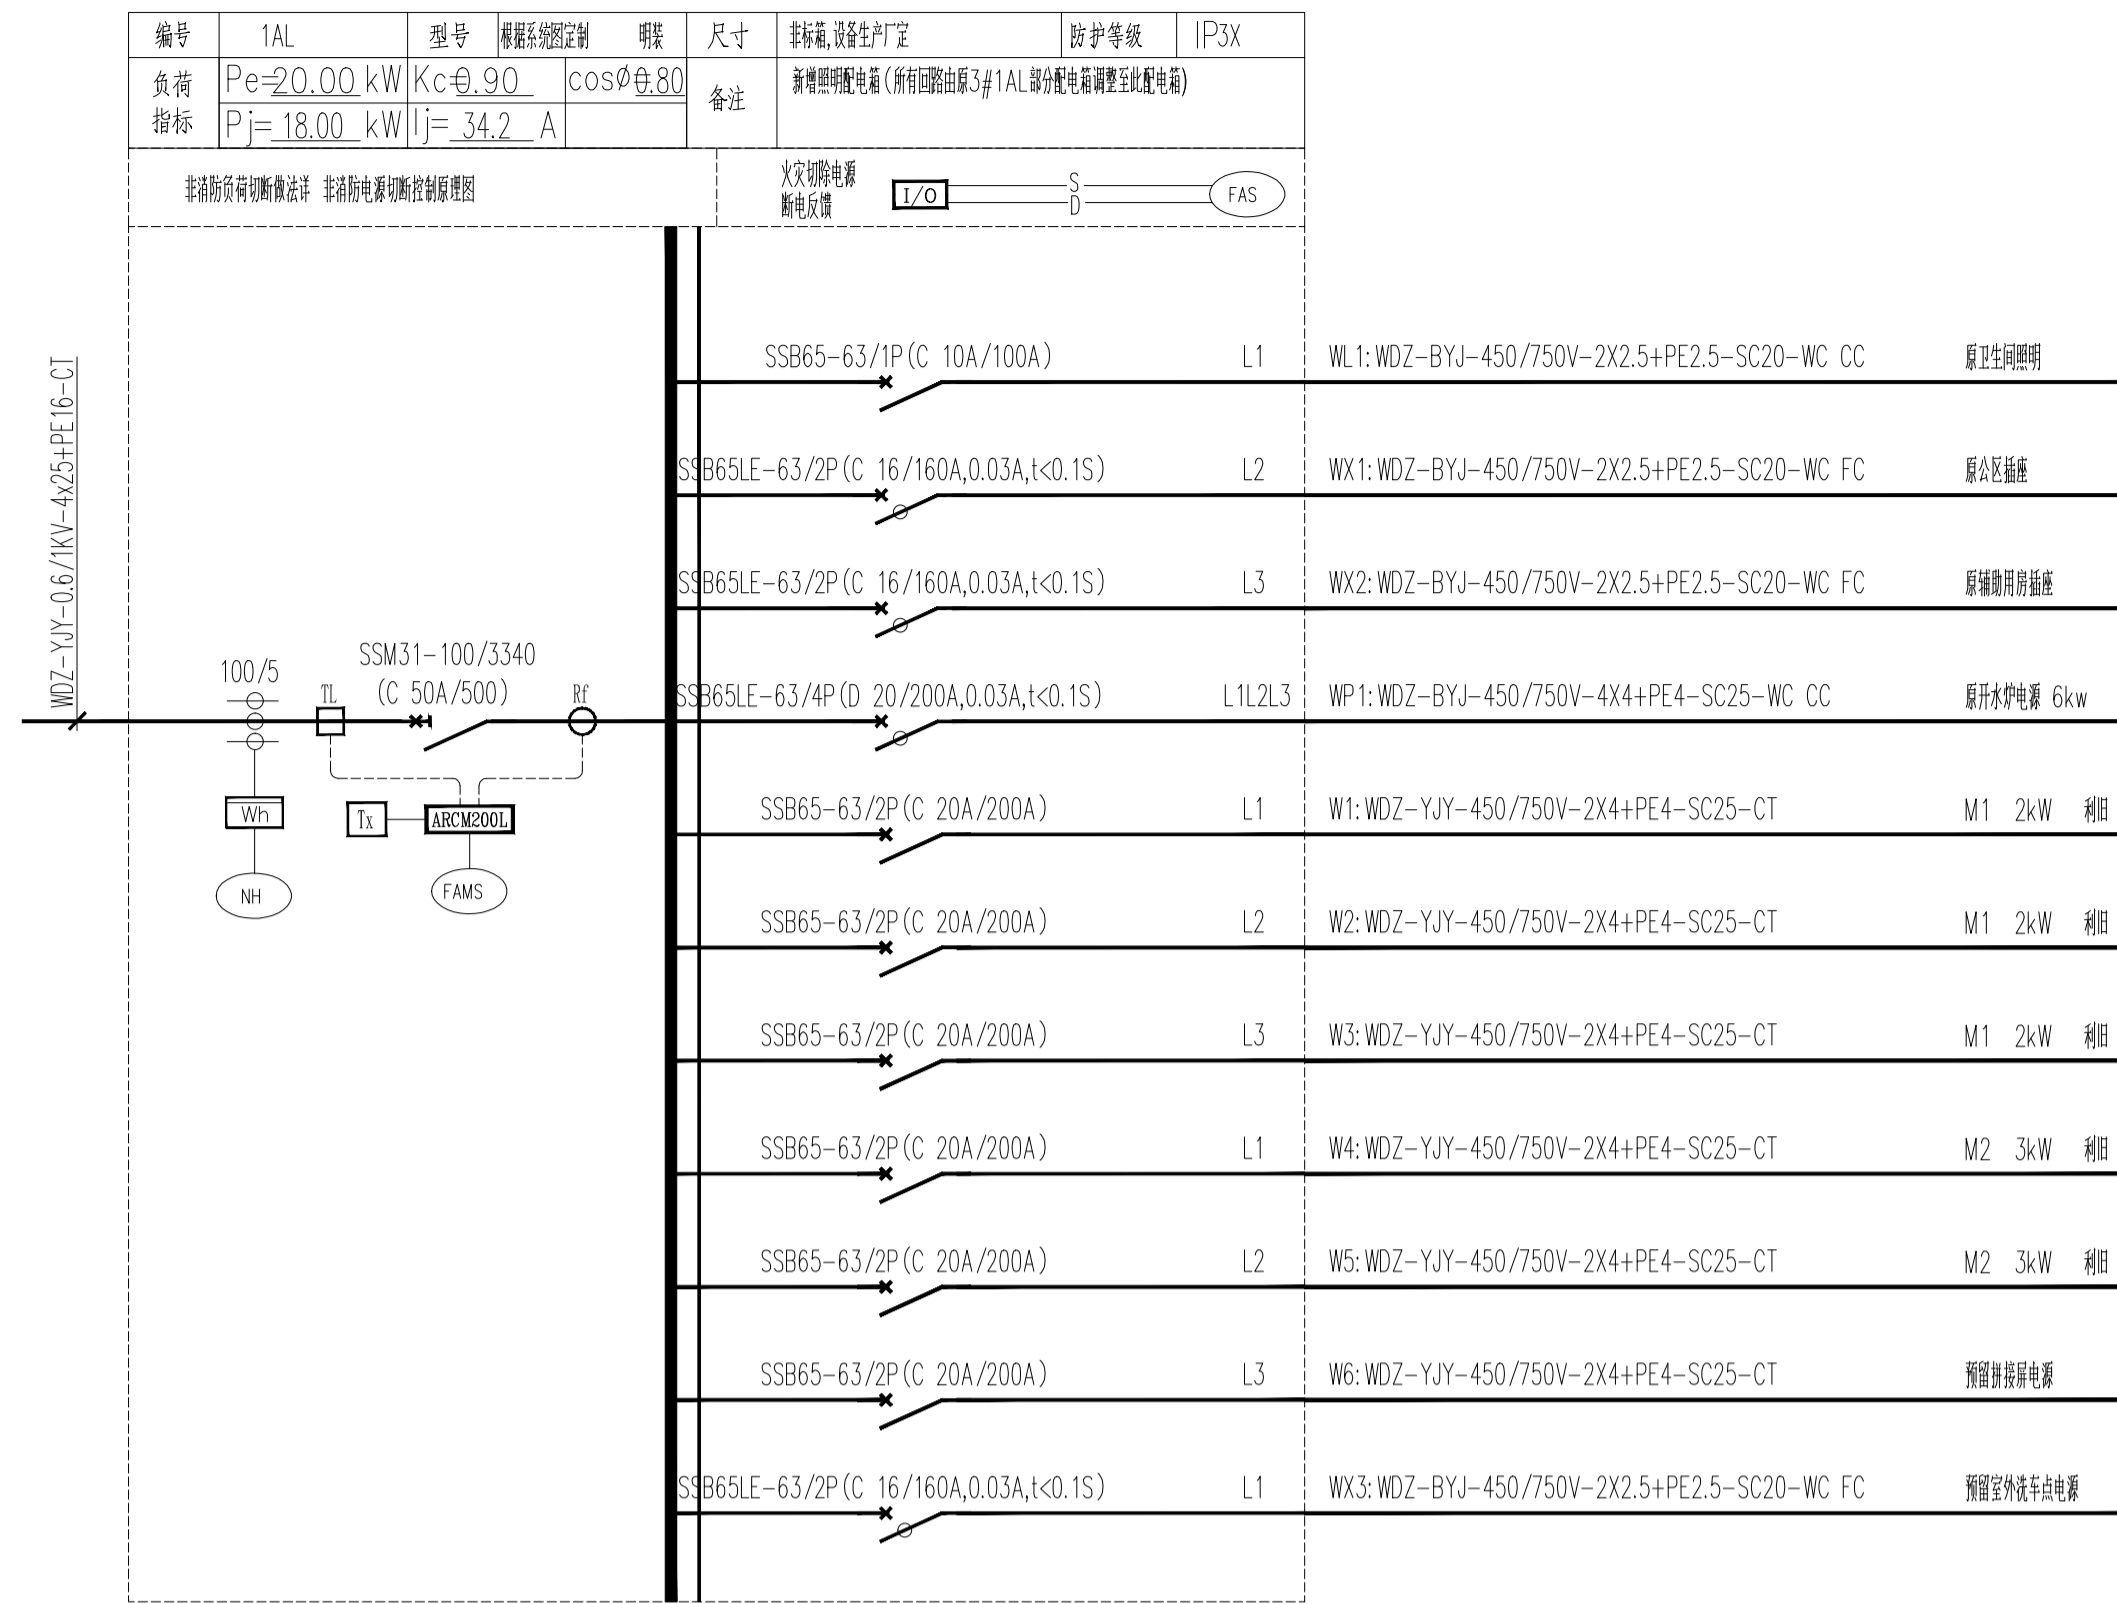 编号 1AL 型号 根据系统图定制 明装 尺寸 非标箱,设备生产厂定 防护等级 IP3X
负荷指标 Pe=20.00 kW Kc=0.90 cosØ=0.80 备注 新增照明配电箱(所有回路由原3#1AL部分配电箱调整至此配电箱)
Pj= 18.00 kW Ij= 34.2 A
非消防负荷切断做法详 非消防电源切断控制原理图
火灾切除电源
断电反馈
I/O S D FAS
WDZ-YJY-0.6/1KV-4x25+PE16-CT
100/5
TL
SSM31-100/3340
(C 50A/500)
Rf
Wh
Tx
ARCM200L
NH
FAMS
SSB65-63/1P(C 10A/100A) L1 WL1:WDZ-BYJ-450/750V-2X2.5+PE2.5-SC20-WC CC 原卫生间照明
SSB65LE-63/2P(C 16/160A,0.03A,t<0.1S) L2 WX1:WDZ-BYJ-450/750V-2X2.5+PE2.5-SC20-WC FC 原公区插座
SSB65LE-63/2P(C 16/160A,0.03A,t<0.1S) L3 WX2:WDZ-BYJ-450/750V-2X2.5+PE2.5-SC20-WC FC 原辅助用房插座
SSB65LE-63/4P(D 20/200A,0.03A,t<0.1S) L1L2L3 WP1:WDZ-BYJ-450/750V-4X4+PE4-SC25-WC CC 原开水炉电源 6kw
SSB65-63/2P(C 20A/200A) L1 W1:WDZ-YJY-450/750V-2X4+PE4-SC25-CT M1 2kW 利旧
SSB65-63/2P(C 20A/200A) L2 W2:WDZ-YJY-450/750V-2X4+PE4-SC25-CT M1 2kW 利旧
SSB65-63/2P(C 20A/200A) L3 W3:WDZ-YJY-450/750V-2X4+PE4-SC25-CT M1 2kW 利旧
SSB65-63/2P(C 20A/200A) L1 W4:WDZ-YJY-450/750V-2X4+PE4-SC25-CT M2 3kW 利旧
SSB65-63/2P(C 20A/200A) L2 W5:WDZ-YJY-450/750V-2X4+PE4-SC25-CT M2 3kW 利旧
SSB65-63/2P(C 20A/200A) L3 W6:WDZ-YJY-450/750V-2X4+PE4-SC25-CT 预留拼接屏电源
SSB65LE-63/2P(C 16/160A,0.03A,t<0.1S) L1 WX3:WDZ-BYJ-450/750V-2X2.5+PE2.5-SC20-WC FC 预留室外洗车点电源